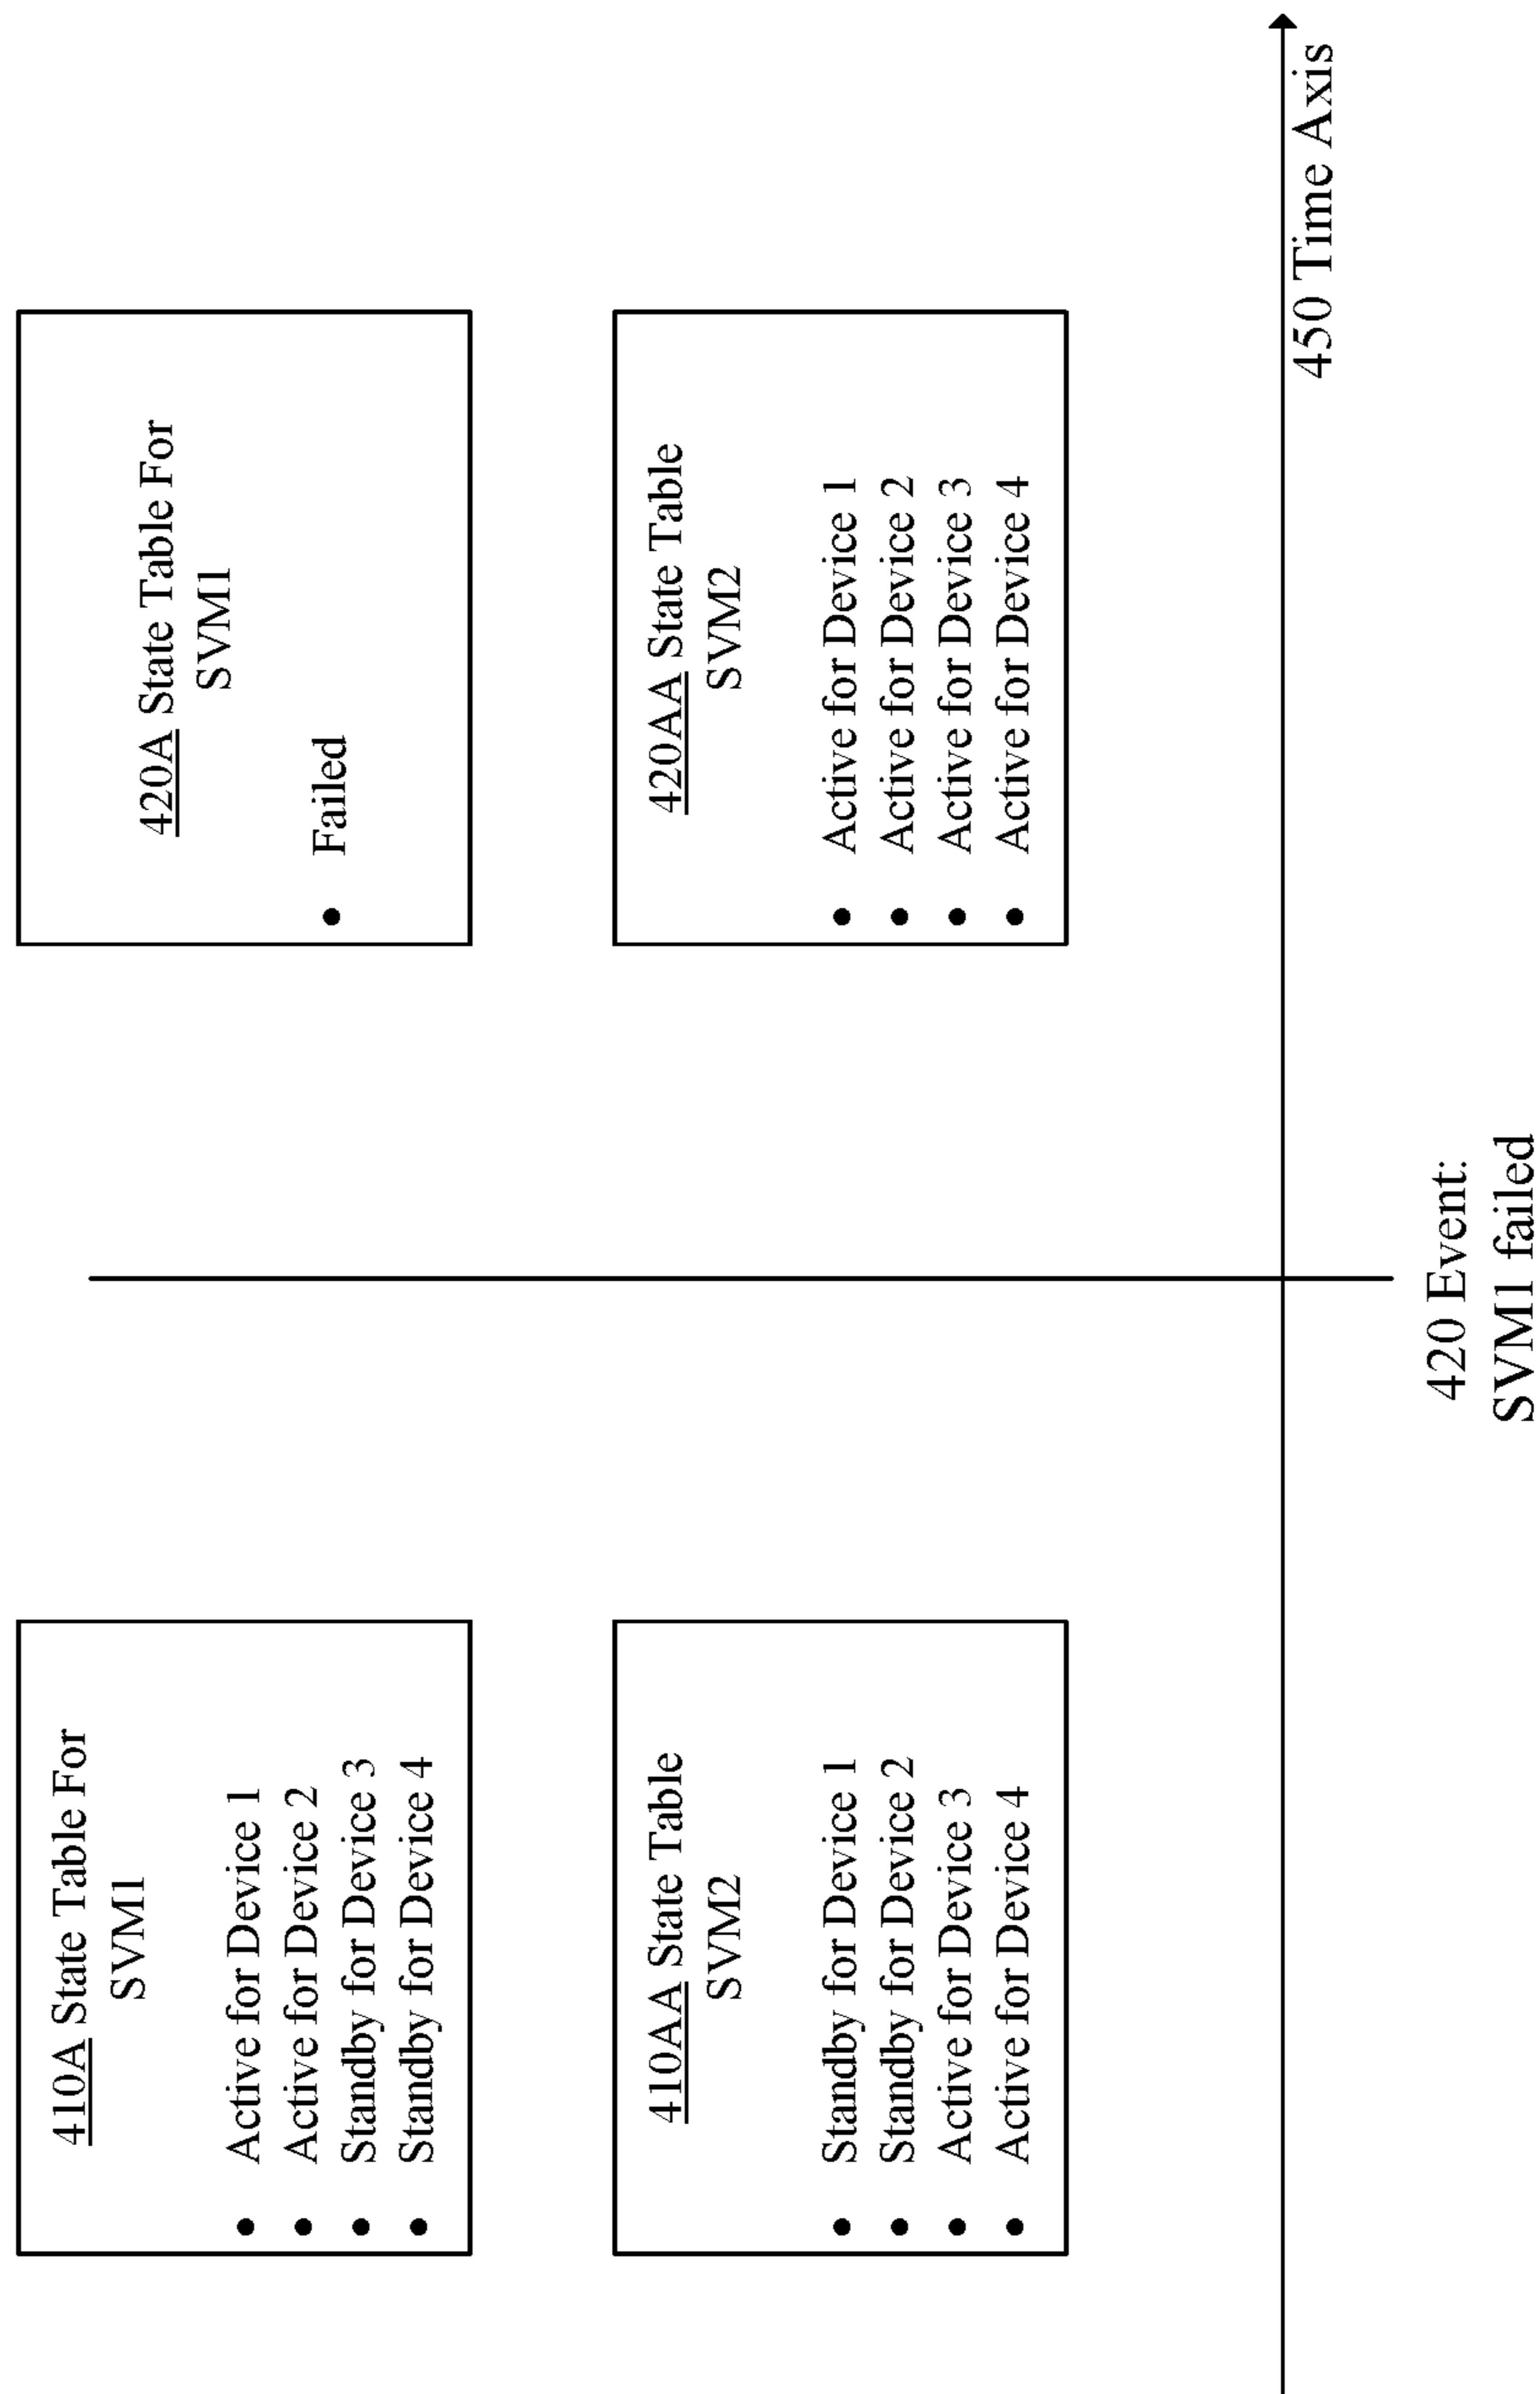 410A State Table For
SVM1
• Active for Device 1
• Active for Device 2
• Standby for Device 3
• Standby for Device 4
420A State Table For
SVM1
• Failed
410AA State Table
SVM2
• Standby for Device 1
• Standby for Device 2
• Active for Device 3
• Active for Device 4
420AA State Table
SVM2
• Active for Device 1
• Active for Device 2
• Active for Device 3
• Active for Device 4
450 Time Axis
420 Event:
SVM1 failed